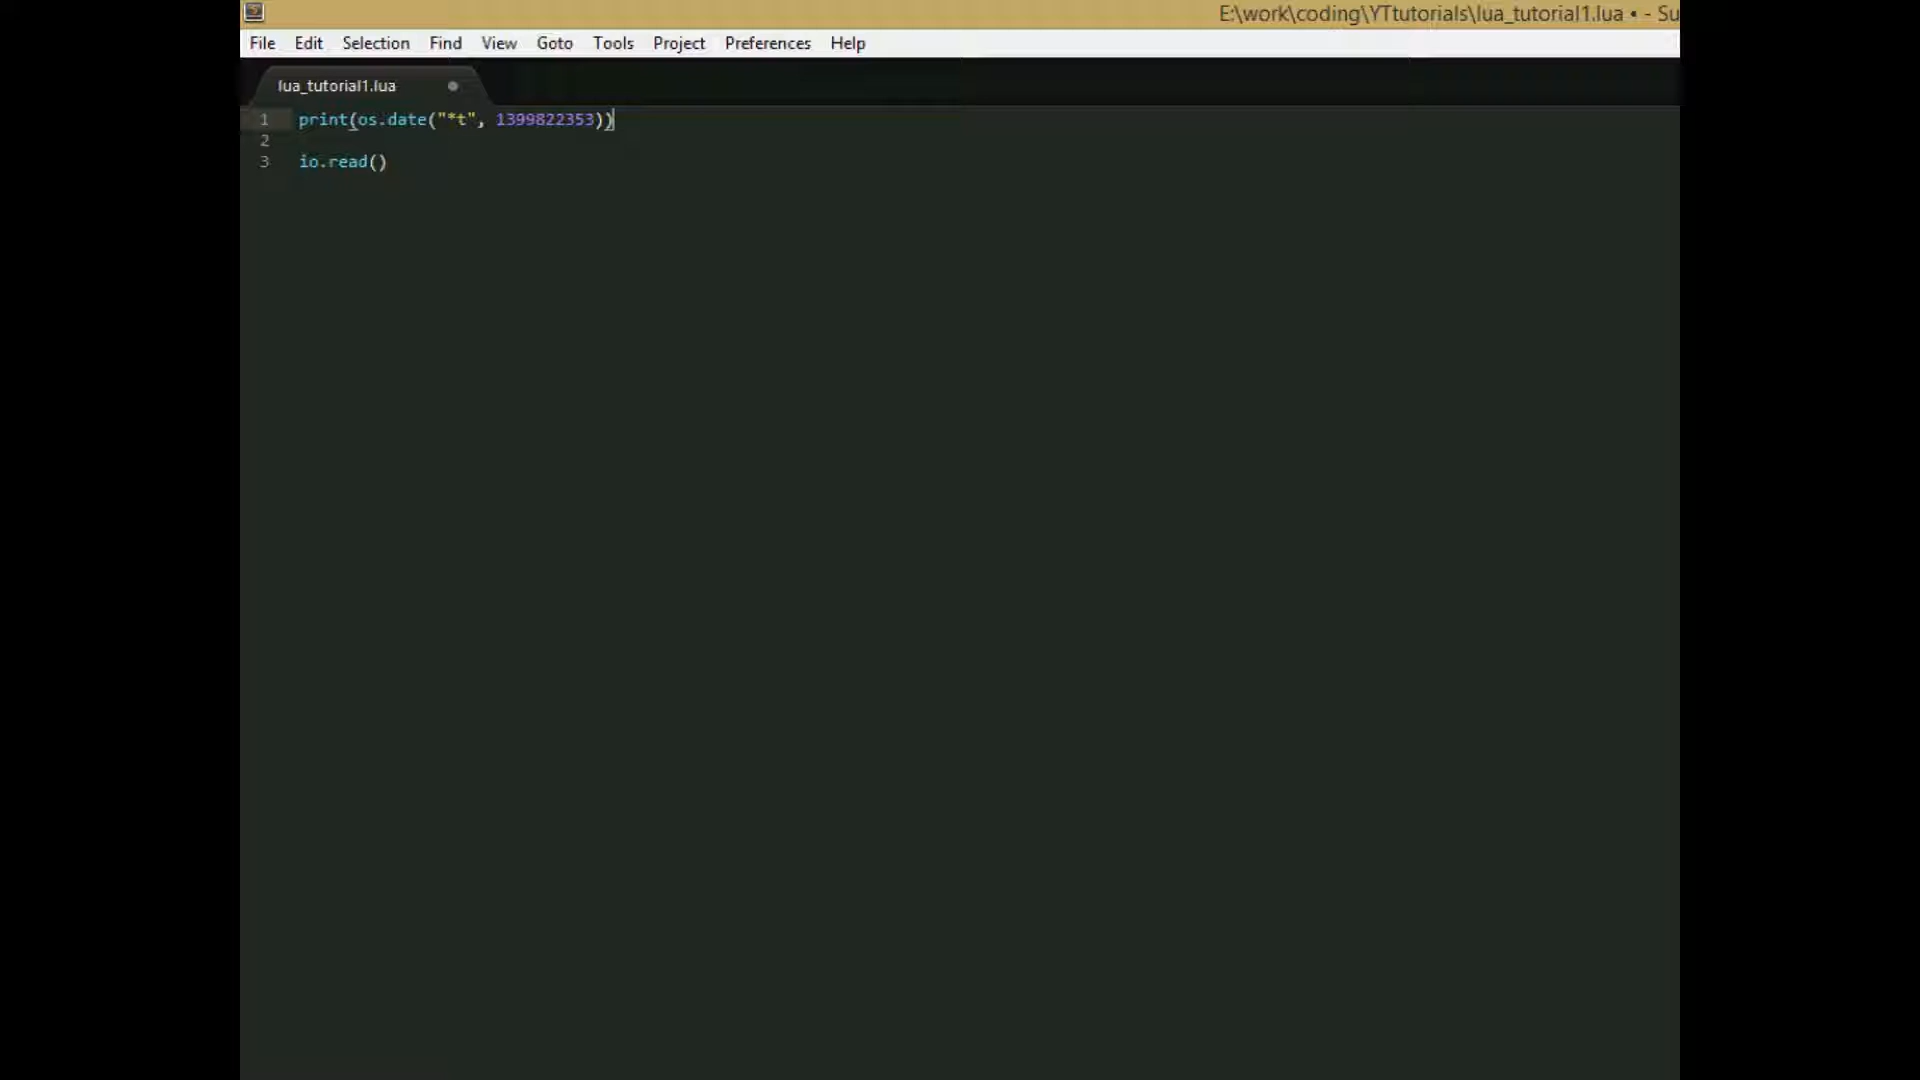 E:\work\coding\YTtutorials\lua_tutorial1.lua • - Su
File Edit Selection Find View Goto Tools Project Preferences Help
lua_tutorial1.lua
1 print(os.date("*t", 1399822353))
2
3 io.read()